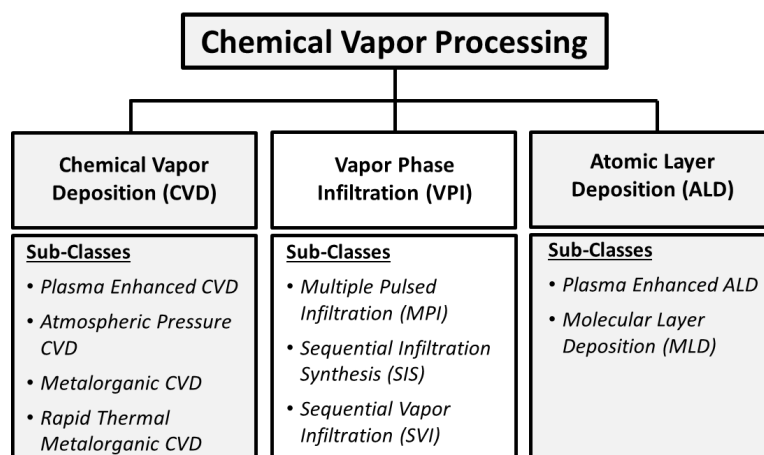 Chemical Vapor Processing
Chemical Vapor
Deposition (CVD)
Sub-Classes
• Plasma Enhanced CVD
• Atmospheric Pressure
CVD
• Metalorganic CVD
• Rapid Thermal
Metalorganic CVD
Vapor Phase
Infiltration (VPI)
Sub-Classes
• Multiple Pulsed
Infiltration (MPI)
• Sequential Infiltration
Synthesis (SIS)
• Sequential Vapor
Infiltration (SVI)
Atomic Layer
Deposition (ALD)
Sub-Classes
• Plasma Enhanced ALD
• Molecular Layer
Deposition (MLD)